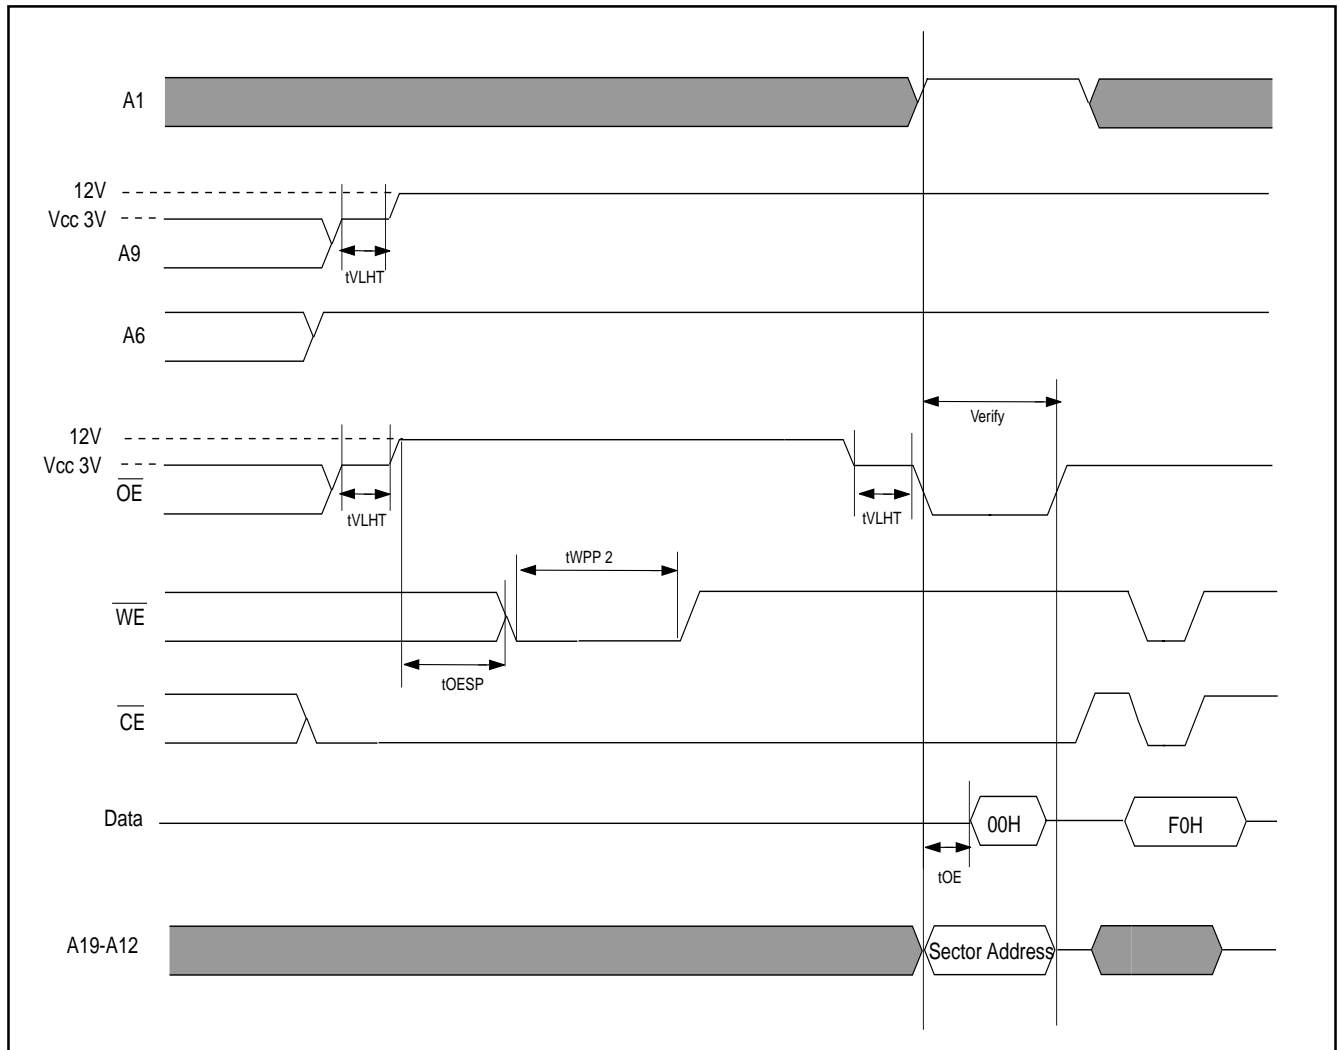 A1
12V
Vcc 3V
A9
tVLHT
A6
Verify
12V
Vcc 3V
OE
tVLHT
tVLHT
tWPP 2
WE
tOESP
CE
Data
00H
F0H
tOE
A19-A12
Sector Address